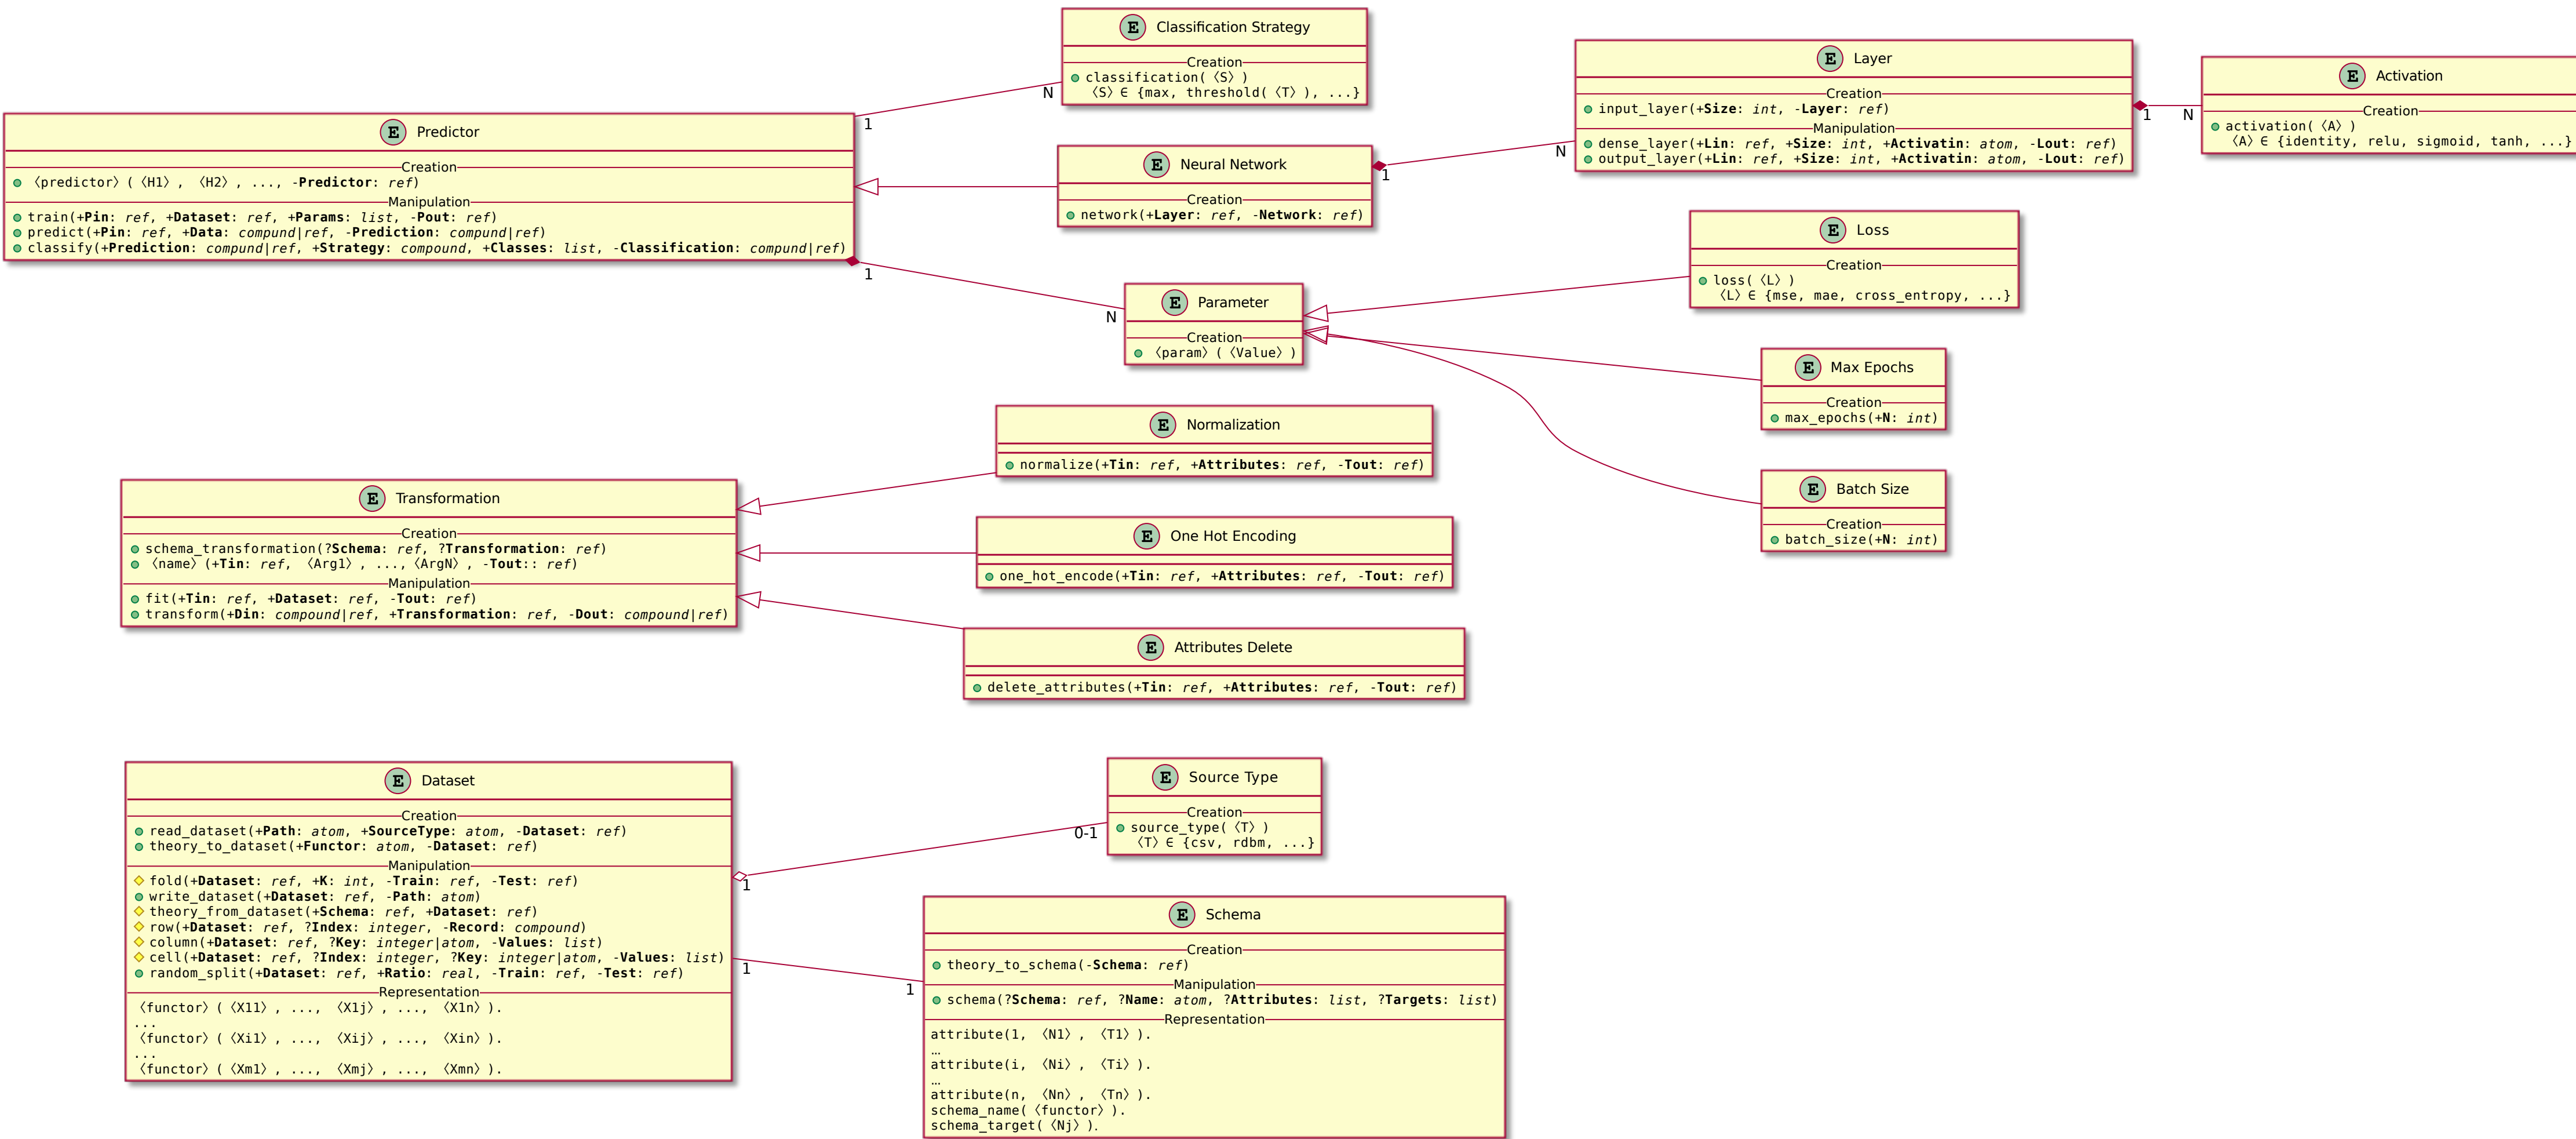 E Predictor
Creation
〈predictor〉(〈H1〉, 〈H2〉, ..., -Predictor: ref)
Manipulation
train(+Pin: ref, +Dataset: ref, +Params: list, -Pout: ref)
predict(+Pin: ref, +Data: compund|ref, -Prediction: compund|ref)
classify(+Prediction: compund|ref, +Strategy: compound, +Classes: list, -Classification: compund|ref)
1
1
E Classification Strategy
Creation
classification(〈S〉)
〈S〉∈ {max, threshold(〈T〉), ...}
N
E Neural Network
Creation
network(+Layer: ref, -Network: ref)
1
N
E Layer
Creation
input_layer(+Size: int, -Layer: ref)
Manipulation
dense_layer(+Lin: ref, +Size: int, +Activatin: atom, -Lout: ref)
output_layer(+Lin: ref, +Size: int, +Activatin: atom, -Lout: ref)
1
N
E Activation
Creation
activation(〈A〉)
〈A〉∈ {identity, relu, sigmoid, tanh, ...}
E Parameter
Creation
〈param〉(〈Value〉)
N
E Loss
Creation
loss(〈L〉)
〈L〉∈ {mse, mae, cross_entropy, ...}
E Max Epochs
Creation
max_epochs(+N: int)
E Batch Size
Creation
batch_size(+N: int)
E Transformation
Creation
schema_transformation(?Schema: ref, ?Transformation: ref)
〈name〉(+Tin: ref, 〈Arg1〉, ...,〈ArgN〉, -Tout:: ref)
Manipulation
fit(+Tin: ref, +Dataset: ref, -Tout: ref)
transform(+Din: compound|ref, +Transformation: ref, -Dout: compound|ref)
E Normalization
normalize(+Tin: ref, +Attributes: ref, -Tout: ref)
E One Hot Encoding
one_hot_encode(+Tin: ref, +Attributes: ref, -Tout: ref)
E Attributes Delete
delete_attributes(+Tin: ref, +Attributes: ref, -Tout: ref)
E Dataset
Creation
read_dataset(+Path: atom, +SourceType: atom, -Dataset: ref)
theory_to_dataset(+Functor: atom, -Dataset: ref)
Manipulation
fold(+Dataset: ref, +K: int, -Train: ref, -Test: ref)
write_dataset(+Dataset: ref, -Path: atom)
theory_from_dataset(+Schema: ref, +Dataset: ref)
row(+Dataset: ref, ?Index: integer, -Record: compound)
column(+Dataset: ref, ?Key: integer|atom, -Values: list)
cell(+Dataset: ref, ?Index: integer, ?Key: integer|atom, -Values: list)
random_split(+Dataset: ref, +Ratio: real, -Train: ref, -Test: ref)
Representation
〈functor〉(〈X11〉, ..., 〈X1j〉, ..., 〈X1n〉).
...
〈functor〉(〈Xi1〉, ..., 〈Xij〉, ..., 〈Xin〉).
...
〈functor〉(〈Xm1〉, ..., 〈Xmj〉, ..., 〈Xmn〉).
1
1
E Source Type
Creation
source_type(〈T〉)
〈T〉∈ {csv, rdbm, ...}
0-1
1
E Schema
Creation
theory_to_schema(-Schema: ref)
Manipulation
schema(?Schema: ref, ?Name: atom, ?Attributes: list, ?Targets: list)
Representation
attribute(1, 〈N1〉, 〈T1〉).
…
attribute(i, 〈Ni〉, 〈Ti〉).
…
attribute(n, 〈Nn〉, 〈Tn〉).
schema_name(〈functor〉).
schema_target(〈Nj〉).